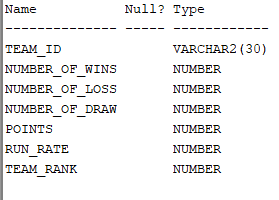 Name           Null? Type
-------------- ----- ------------
TEAM_ID              VARCHAR2(30)
NUMBER_OF_WINS       NUMBER
NUMBER_OF_LOSS       NUMBER
NUMBER_OF_DRAW       NUMBER
POINTS               NUMBER
RUN_RATE             NUMBER
TEAM_RANK            NUMBER